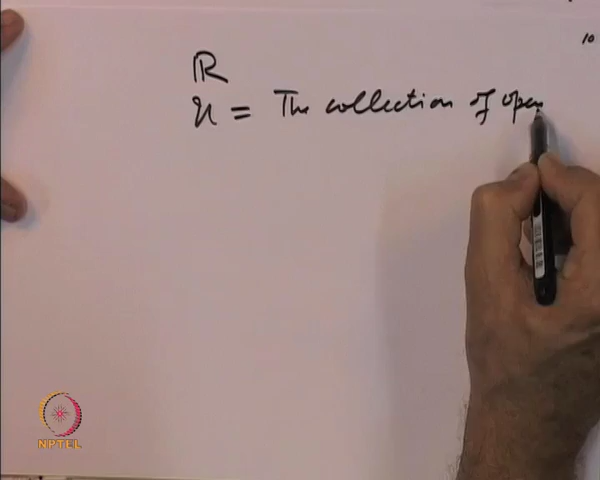 10
ℝ
𝒰 = The collection of open
NPTEL